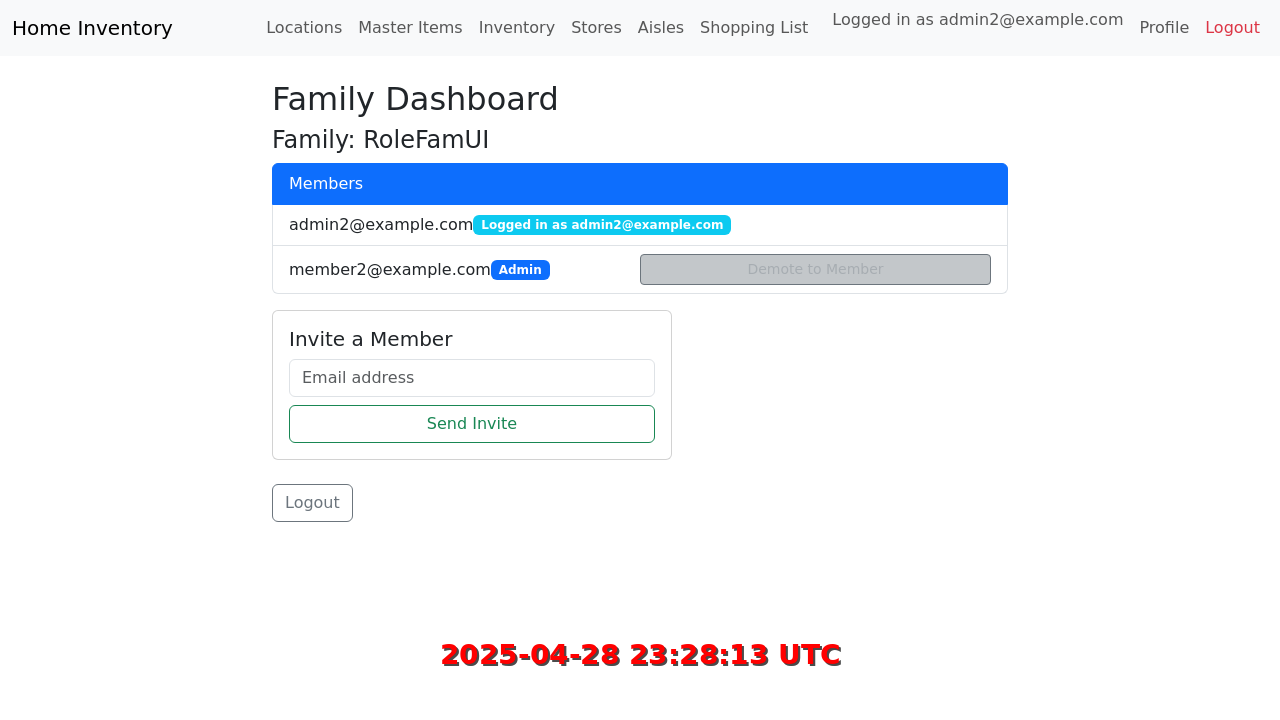 Home Inventory Locations Master Items Inventory Stores Aisles Shopping List Logged in as admin2@example.com Profile Logout
Family Dashboard
Family: RoleFamUI
Members
admin2@example.com Logged in as admin2@example.com
member2@example.com Admin Demote to Member
Invite a Member
Email address
Send Invite
Logout
2025-04-28 23:28:13 UTC